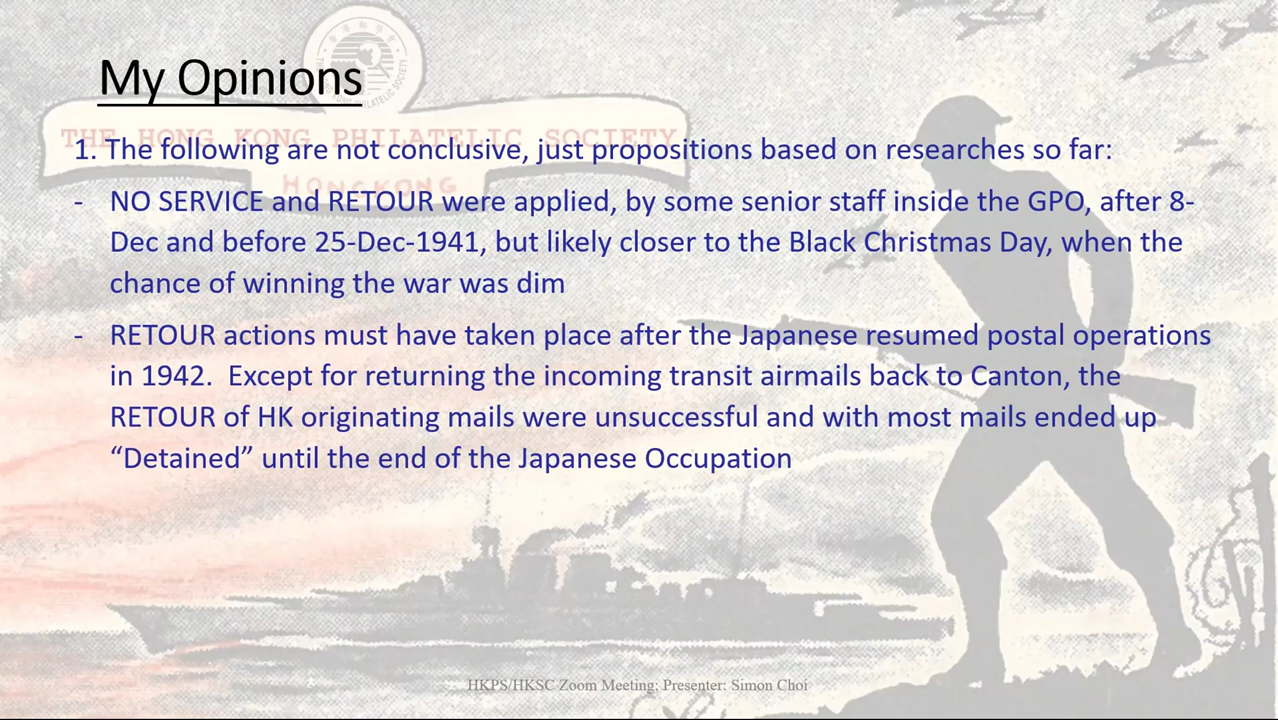 My Opinions
THE HONG KONG PHILATELIC SOCIETY
HONGKONG
1. The following are not conclusive, just propositions based on researches so far:
- NO SERVICE and RETOUR were applied, by some senior staff inside the GPO, after 8-
Dec and before 25-Dec-1941, but likely closer to the Black Christmas Day, when the
chance of winning the war was dim
- RETOUR actions must have taken place after the Japanese resumed postal operations
in 1942.  Except for returning the incoming transit airmails back to Canton, the
RETOUR of HK originating mails were unsuccessful and with most mails ended up
“Detained” until the end of the Japanese Occupation
HKPS/HKSC Zoom Meeting; Presenter: Simon Choi